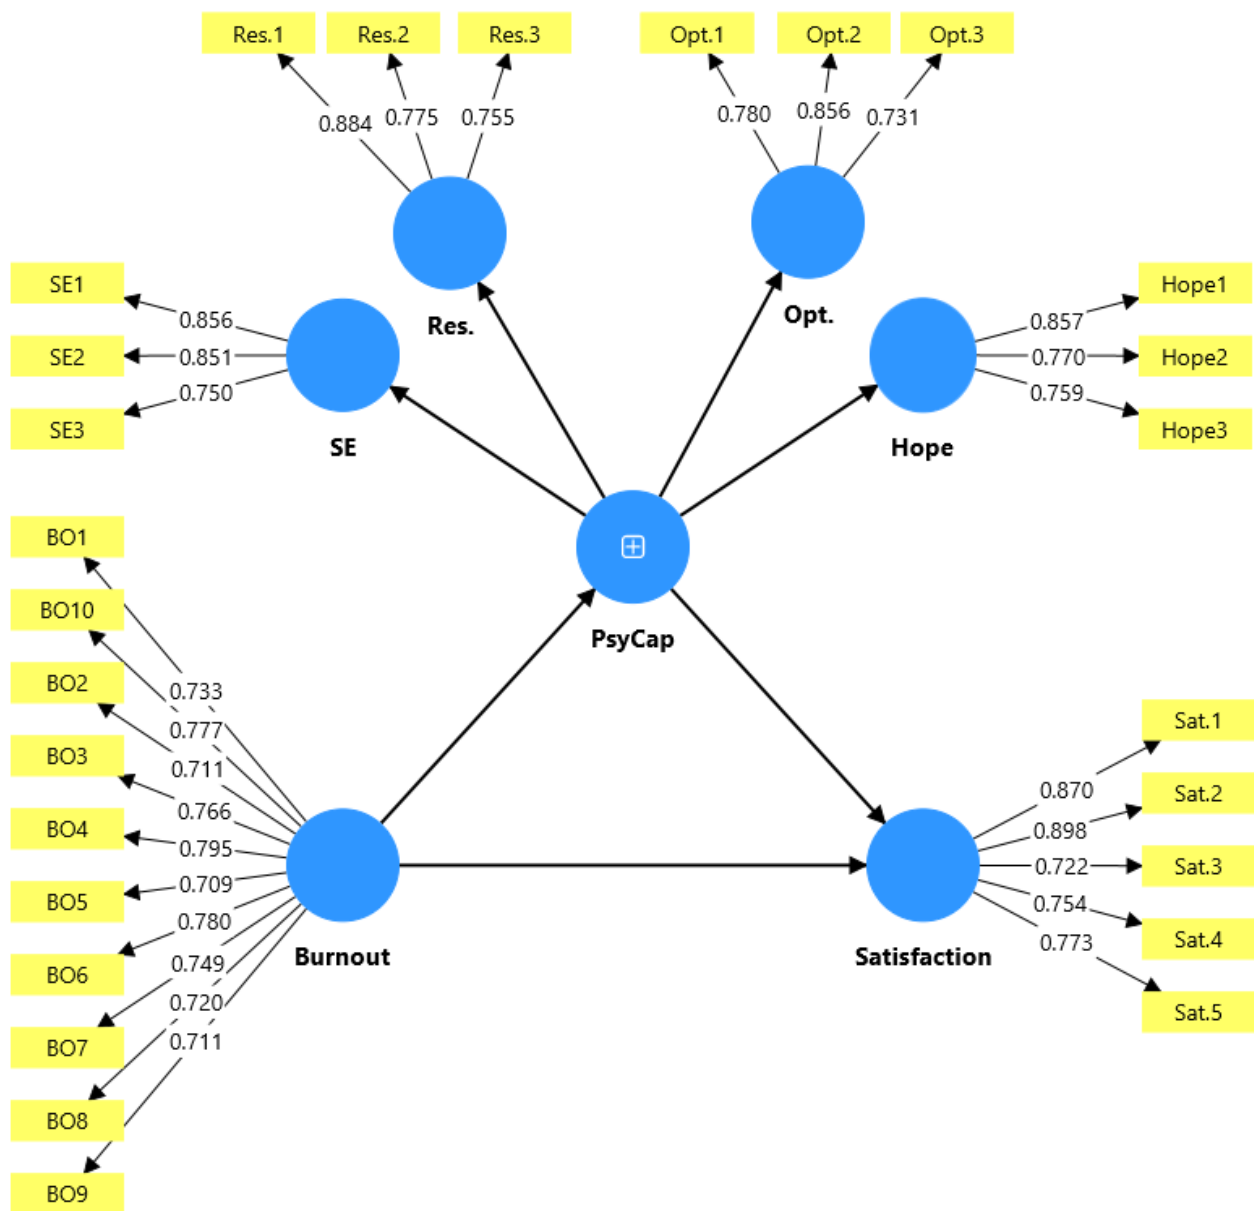 Res.1 Res.2 Res.3 Opt.1 Opt.2 Opt.3
0.884 0.775 0.755 0.780 0.856 0.731
Res.
Opt.
SE1
SE2
SE3
0.856
0.851
0.750
SE
Hope1
Hope2
Hope3
0.857
0.770
0.759
Hope
PsyCap
BO1
BO10
BO2
BO3
BO4
BO5
BO6
BO7
BO8
BO9
0.733
0.777
0.711
0.766
0.795
0.709
0.780
0.749
0.720
0.711
Burnout
Satisfaction
0.870
0.898
0.722
0.754
0.773
Sat.1
Sat.2
Sat.3
Sat.4
Sat.5